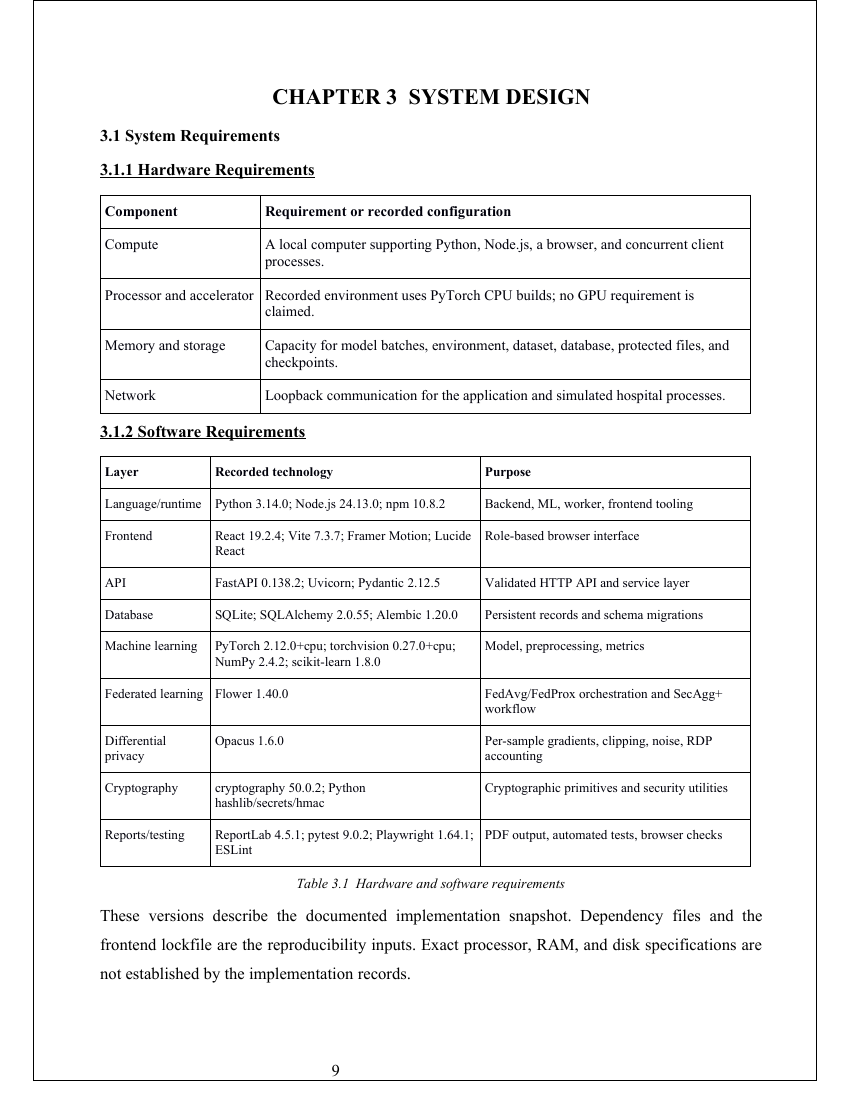 CHAPTER 3 SYSTEM DESIGN
3.1 System Requirements
3.1.1 Hardware Requirements
Component Requirement or recorded configuration
Compute A local computer supporting Python, Node.js, a browser, and concurrent client
processes.
Processor and accelerator Recorded environment uses PyTorch CPU builds; no GPU requirement is
claimed.
Memory and storage Capacity for model batches, environment, dataset, database, protected files, and
checkpoints.
Network Loopback communication for the application and simulated hospital processes.
3.1.2 Software Requirements
Layer Recorded technology Purpose
Language/runtime Python 3.14.0; Node.js 24.13.0; npm 10.8.2 Backend, ML, worker, frontend tooling
Frontend React 19.2.4; Vite 7.3.7; Framer Motion; Lucide Role-based browser interface
React
API FastAPI 0.138.2; Uvicorn; Pydantic 2.12.5 Validated HTTP API and service layer
Database SQLite; SQLAlchemy 2.0.55; Alembic 1.20.0 Persistent records and schema migrations
Machine learning PyTorch 2.12.0+cpu; torchvision 0.27.0+cpu; Model, preprocessing, metrics
NumPy 2.4.2; scikit-learn 1.8.0
Federated learning Flower 1.40.0 FedAvg/FedProx orchestration and SecAgg+
workflow
Differential Opacus 1.6.0 Per-sample gradients, clipping, noise, RDP
privacy accounting
Cryptography cryptography 50.0.2; Python Cryptographic primitives and security utilities
hashlib/secrets/hmac
Reports/testing ReportLab 4.5.1; pytest 9.0.2; Playwright 1.64.1; PDF output, automated tests, browser checks
ESLint
Table 3.1 Hardware and software requirements
These versions describe the documented implementation snapshot. Dependency files and the
frontend lockfile are the reproducibility inputs. Exact processor, RAM, and disk specifications are
not established by the implementation records.
9